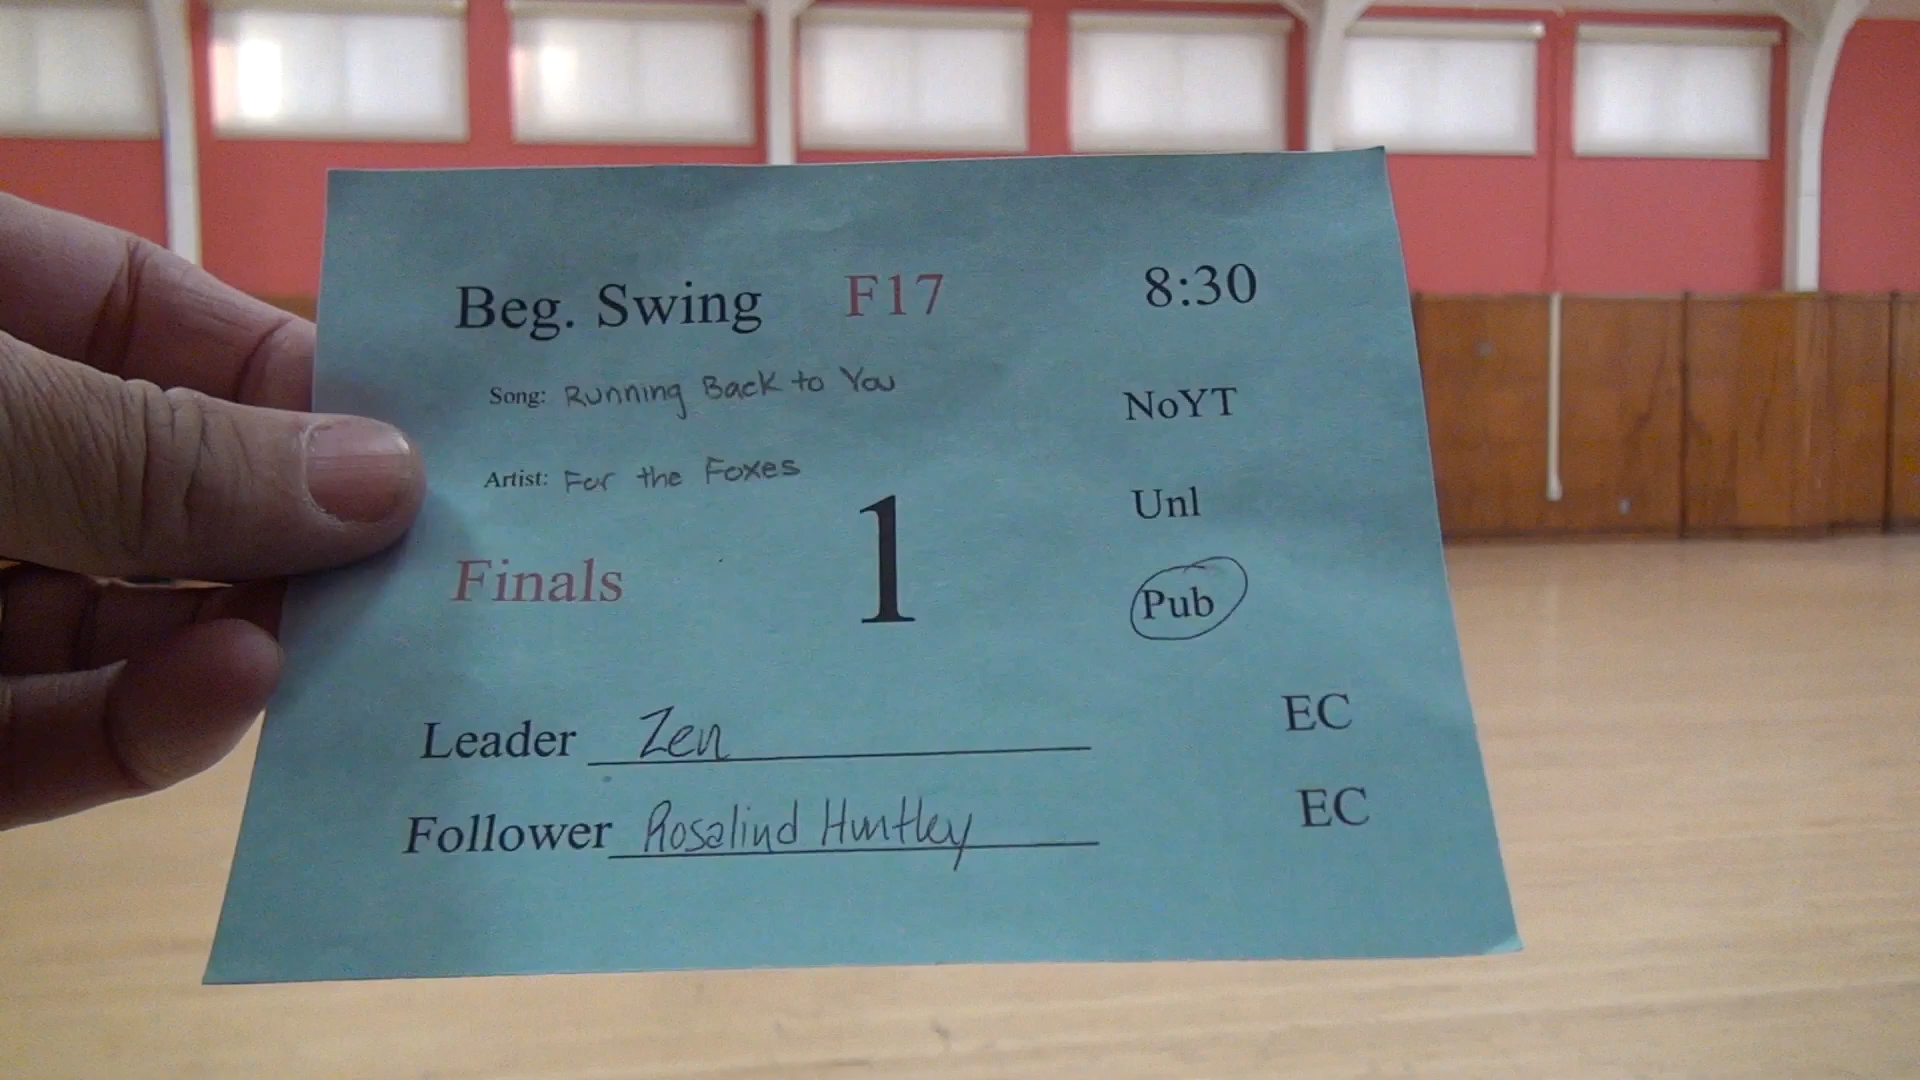 Beg. Swing F17 8:30
Song: Running Back to You
NoYT
Artist: For the Foxes
Unl
Finals 1
Pub
Leader Zen EC
Follower Rosalind Huntley EC